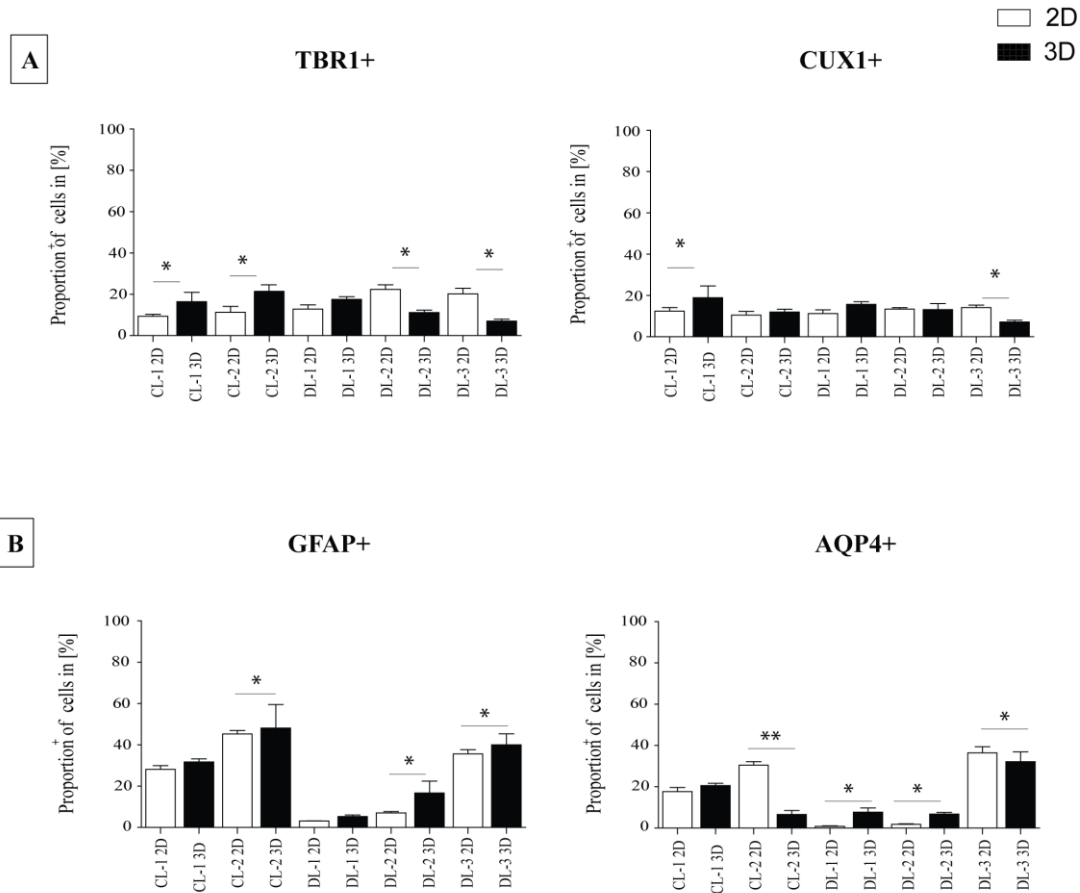 2D
3D
A
TBR1+
CUX1+
Proportion of cells in [%]
+
100
80
60
40
20
0
*
*
*
*
CL-1 2D
CL-1 3D
CL-2 2D
CL-2 3D
DL-1 2D
DL-1 3D
DL-2 2D
DL-2 3D
DL-3 2D
DL-3 3D
Proportion of cells in [%]
+
100
80
60
40
20
0
*
*
CL-1 2D
CL-1 3D
CL-2 2D
CL-2 3D
DL-1 2D
DL-1 3D
DL-2 2D
DL-2 3D
DL-3 2D
DL-3 3D
B
GFAP+
AQP4+
Proportion of cells in [%]
+
100
80
60
40
20
0
*
*
*
CL-1 2D
CL-1 3D
CL-2 2D
CL-2 3D
DL-1 2D
DL-1 3D
DL-2 2D
DL-2 3D
DL-3 2D
DL-3 3D
Proportion of cells in [%]
+
100
80
60
40
20
0
**
*
*
*
CL-1 2D
CL-1 3D
CL-2 2D
CL-2 3D
DL-1 2D
DL-1 3D
DL-2 2D
DL-2 3D
DL-3 2D
DL-3 3D